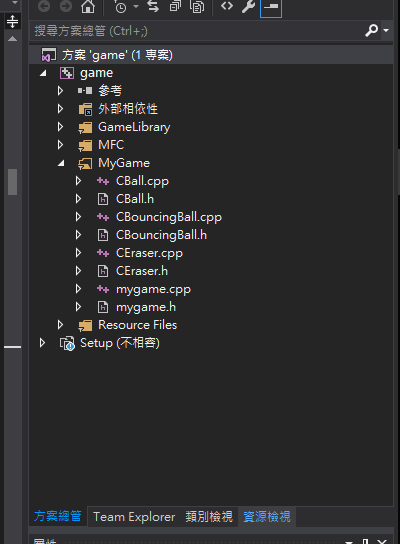 搜尋方案總管 (Ctrl+;)
方案 'game' (1 專案)
game
參考
外部相依性
GameLibrary
MFC
MyGame
CBall.cpp
CBall.h
CBouncingBall.cpp
CBouncingBall.h
CEraser.cpp
CEraser.h
mygame.cpp
mygame.h
Resource Files
Setup (不相容)
方案總管 Team Explorer 類別檢視 資源檢視
屬性